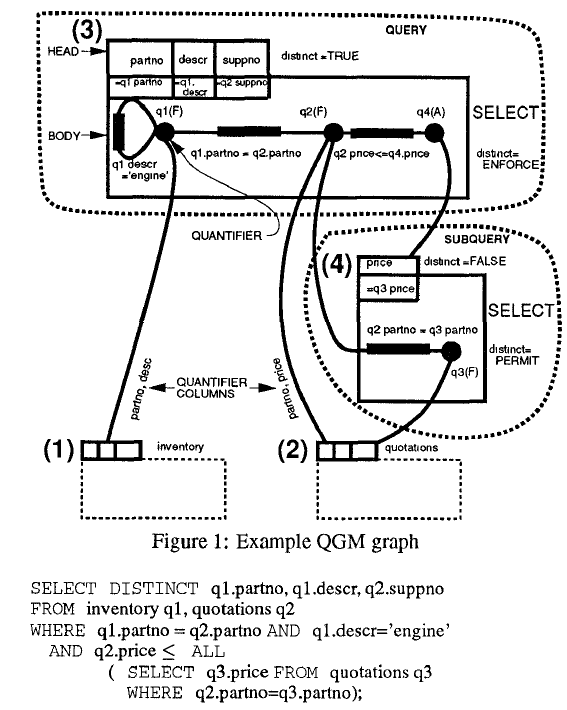 (3)
QUERY
HEAD
partno descr suppno
distinct =TRUE
=q1 partno =q1. descr =q2 suppno
SELECT
q1(F) q2(F) q4(A)
BODY
q1.partno = q2.partno
q2 price<=q4.price
distinct= ENFORCE
q1 descr
='engine'
QUANTIFIER
SUBQUERY
(4)
price
distinct =FALSE
=q3 price
SELECT
q2 partno = q3 partno
distinct=
PERMIT
q3(F)
partno, desc
QUANTIFIER
COLUMNS
partno, price
(1)
inventory
(2)
quotations
Figure 1: Example QGM graph
SELECT DISTINCT q1.partno, q1.descr, q2.suppno
FROM inventory q1, quotations q2
WHERE q1.partno = q2.partno AND q1.descr='engine'
AND q2.price ≤ ALL
( SELECT q3.price FROM quotations q3
WHERE q2.partno=q3.partno);